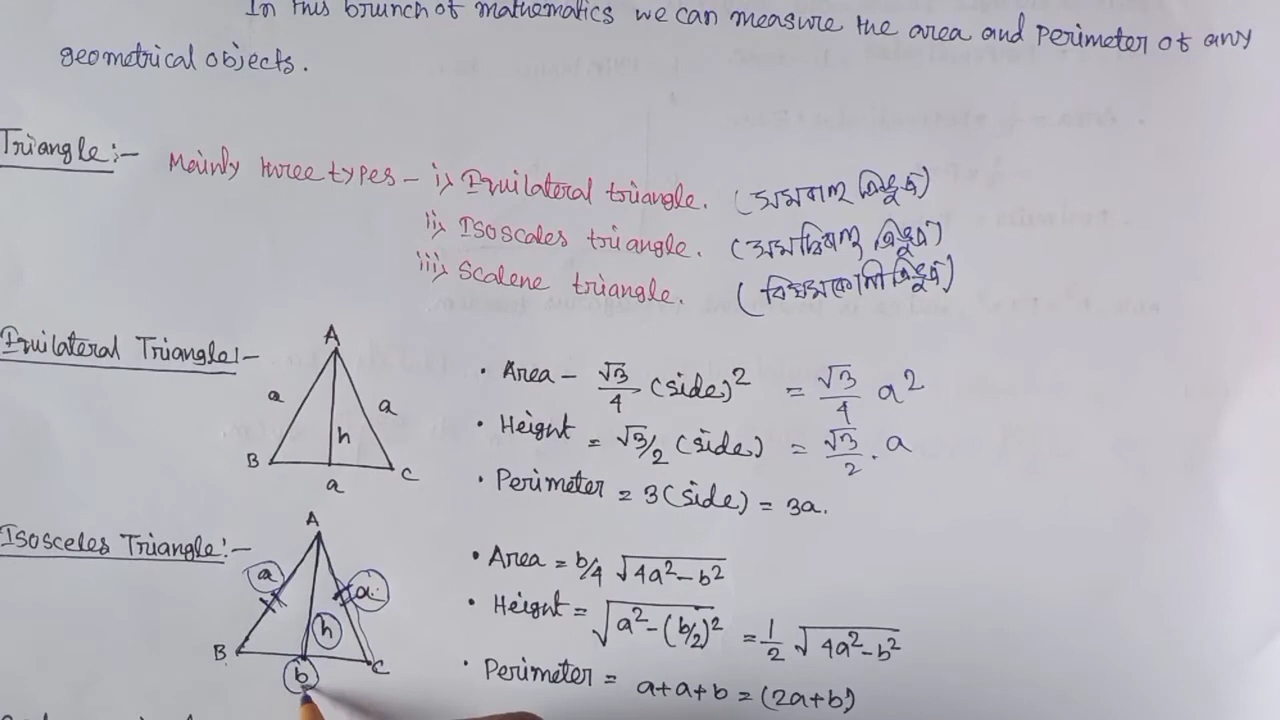 In this brunch of mathematics we can measure the area and Perimeter of any
geometrical objects.
Triangle:-
Mainly three types - i) Equilateral triangle. (সমবাহু ত্রিভুজ)
ii) Isoscales triangle. (সমদ্বিবাহু ত্রিভুজ)
iii) Scalene triangle. (বিষমকোণী ত্রিভুজ)
Equilateral Triangle:-
A
a
a
h
B
C
a
• Area - √3/4 (side)² = √3/4 a²
• Height = √3/2 (side) = √3/2 . a
• Perimeter = 3(side) = 3a.
Isosceles Triangle:-
A
a
a
h
B
C
b
• Area = b/4 √4a²-b²
• Height = √a²-(b/2)² = 1/2 √4a²-b²
• Perimeter = a+a+b = (2a+b)